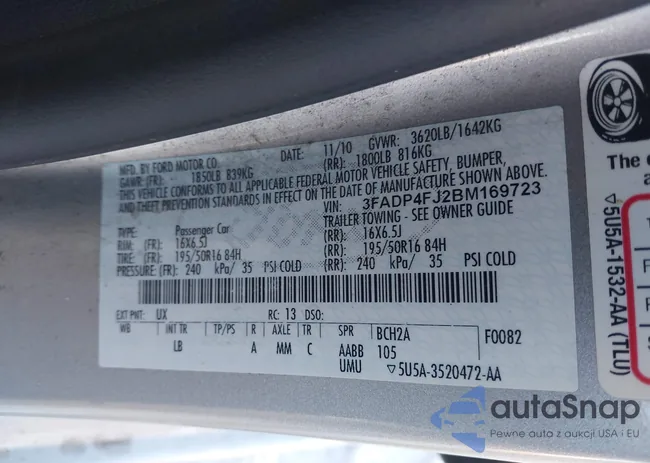 MFD. BY FORD MOTOR CO.
DATE: 11/10 GVWR: 3620LB/1642KG
GAWR: (FR): 1850LB 839KG (RR): 1800LB 816KG
THIS VEHICLE CONFORMS TO ALL APPLICABLE FEDERAL MOTOR VEHICLE SAFETY, BUMPER,
PREVENTION STANDARDS IN EFFECT ON THE DATE OF MANUFACTURE SHOWN ABOVE.
VIN: 3FADP4FJ2BM169723
TYPE: Passenger Car TRAILER TOWING - SEE OWNER GUIDE
RIM: (FR): 16X6.5J (RR): 16X6.5J
TIRE: (FR): 195/50R16 84H (RR): 195/50R16 84H
PRESSURE: (FR): 240 kPa/ 35 PSI COLD (RR): 240 kPa/ 35 PSI COLD
EXT PNT: UX RC: 13 DSO:
WB INT TR TP/PS R AXLE TR SPR BCH2A F0082
LB A MM C AABB 105
UMU ▽5U5A-3520472-AA
The
▽5U5A-1532-AA (TLU)
autaSnap
Pewne auta z aukcji USA i EU